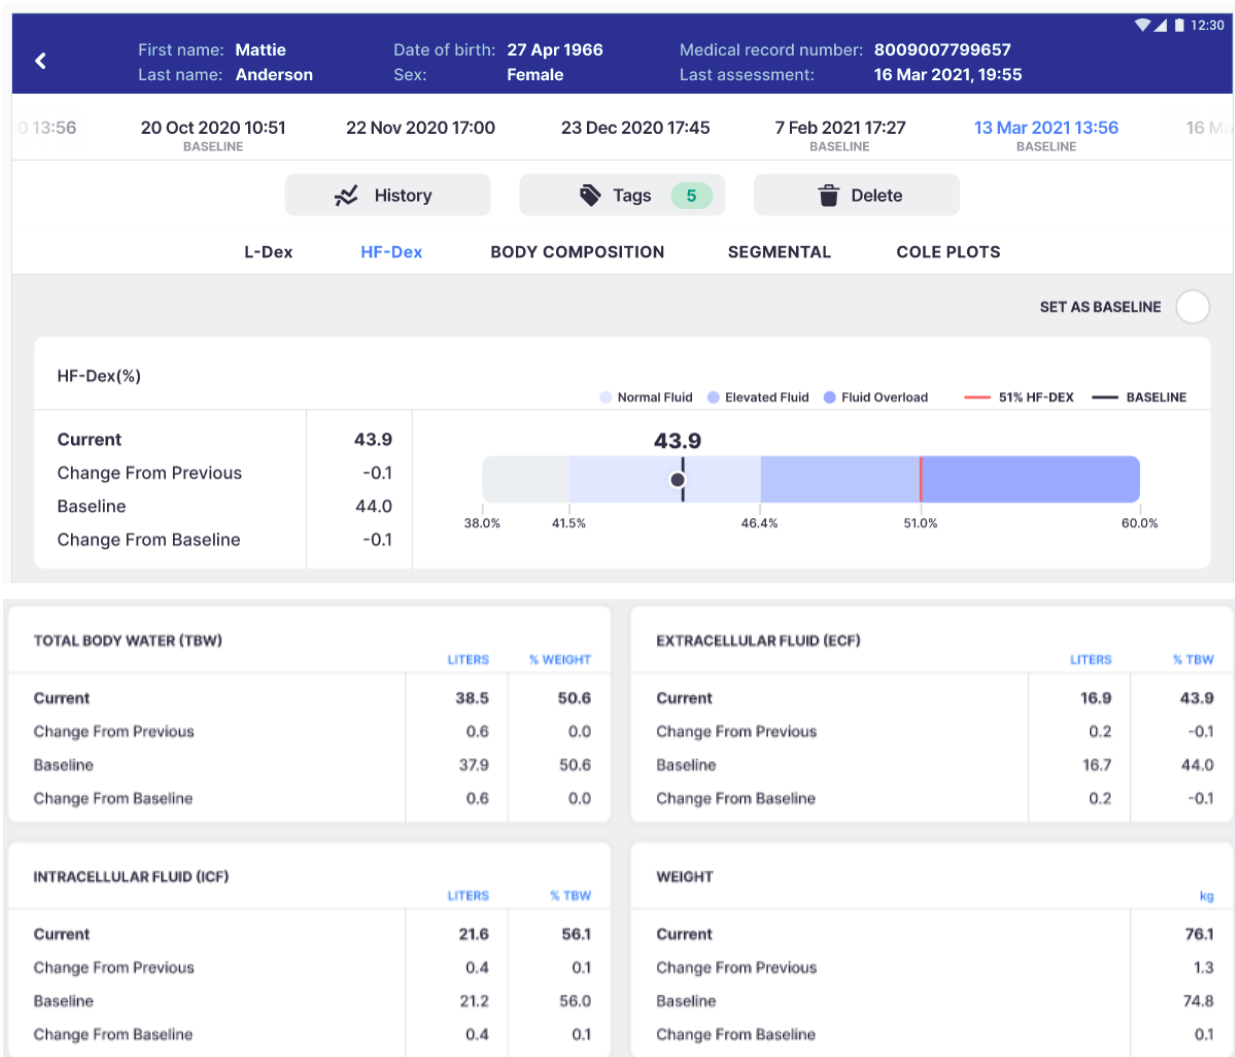 12:30
First name: Mattie Date of birth: 27 Apr 1966 Medical record number: 8009007799657
Last name: Anderson Sex: Female Last assessment: 16 Mar 2021, 19:55
0 13:56 20 Oct 2020 10:51 22 Nov 2020 17:00 23 Dec 2020 17:45 7 Feb 2021 17:27 13 Mar 2021 13:56 16 Ma
BASELINE BASELINE BASELINE
History Tags 5 Delete
L-Dex HF-Dex BODY COMPOSITION SEGMENTAL COLE PLOTS
SET AS BASELINE
HF-Dex(%)
Normal Fluid Elevated Fluid Fluid Overload 51% HF-DEX BASELINE
Current 43.9
Change From Previous -0.1
Baseline 44.0
Change From Baseline -0.1
43.9
38.0% 41.5% 46.4% 51.0% 60.0%
TOTAL BODY WATER (TBW)
LITERS % WEIGHT
Current 38.5 50.6
Change From Previous 0.6 0.0
Baseline 37.9 50.6
Change From Baseline 0.6 0.0
EXTRACELLULAR FLUID (ECF)
LITERS % TBW
Current 16.9 43.9
Change From Previous 0.2 -0.1
Baseline 16.7 44.0
Change From Baseline 0.2 -0.1
INTRACELLULAR FLUID (ICF)
LITERS % TBW
Current 21.6 56.1
Change From Previous 0.4 0.1
Baseline 21.2 56.0
Change From Baseline 0.4 0.1
WEIGHT
kg
Current 76.1
Change From Previous 1.3
Baseline 74.8
Change From Baseline 0.1